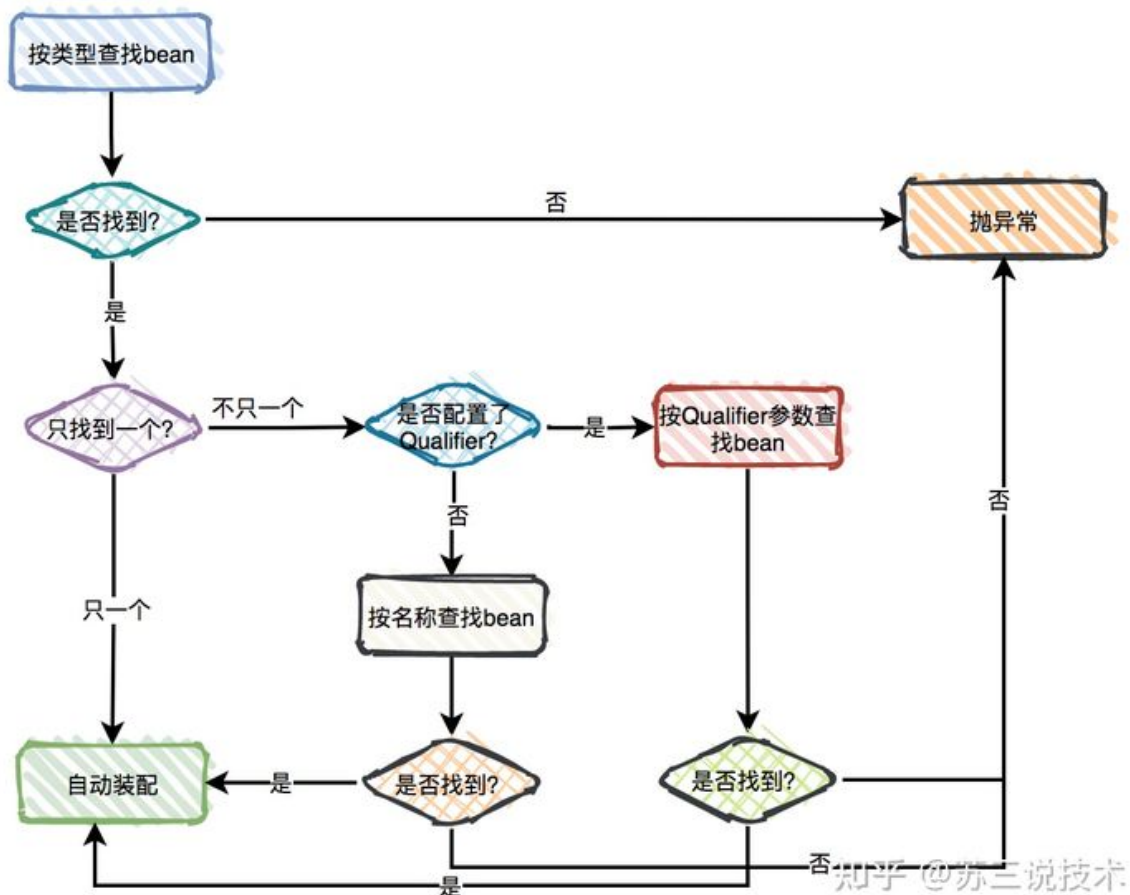 按类型查找bean
是否找到?
否
抛异常
是
只找到一个?
不只一个
是否配置了
Qualifier?
是
按Qualifier参数查
找bean
否
否
只一个
按名称查找bean
自动装配
是
是否找到?
是否找到?
否
是
知乎 @苏三说技术